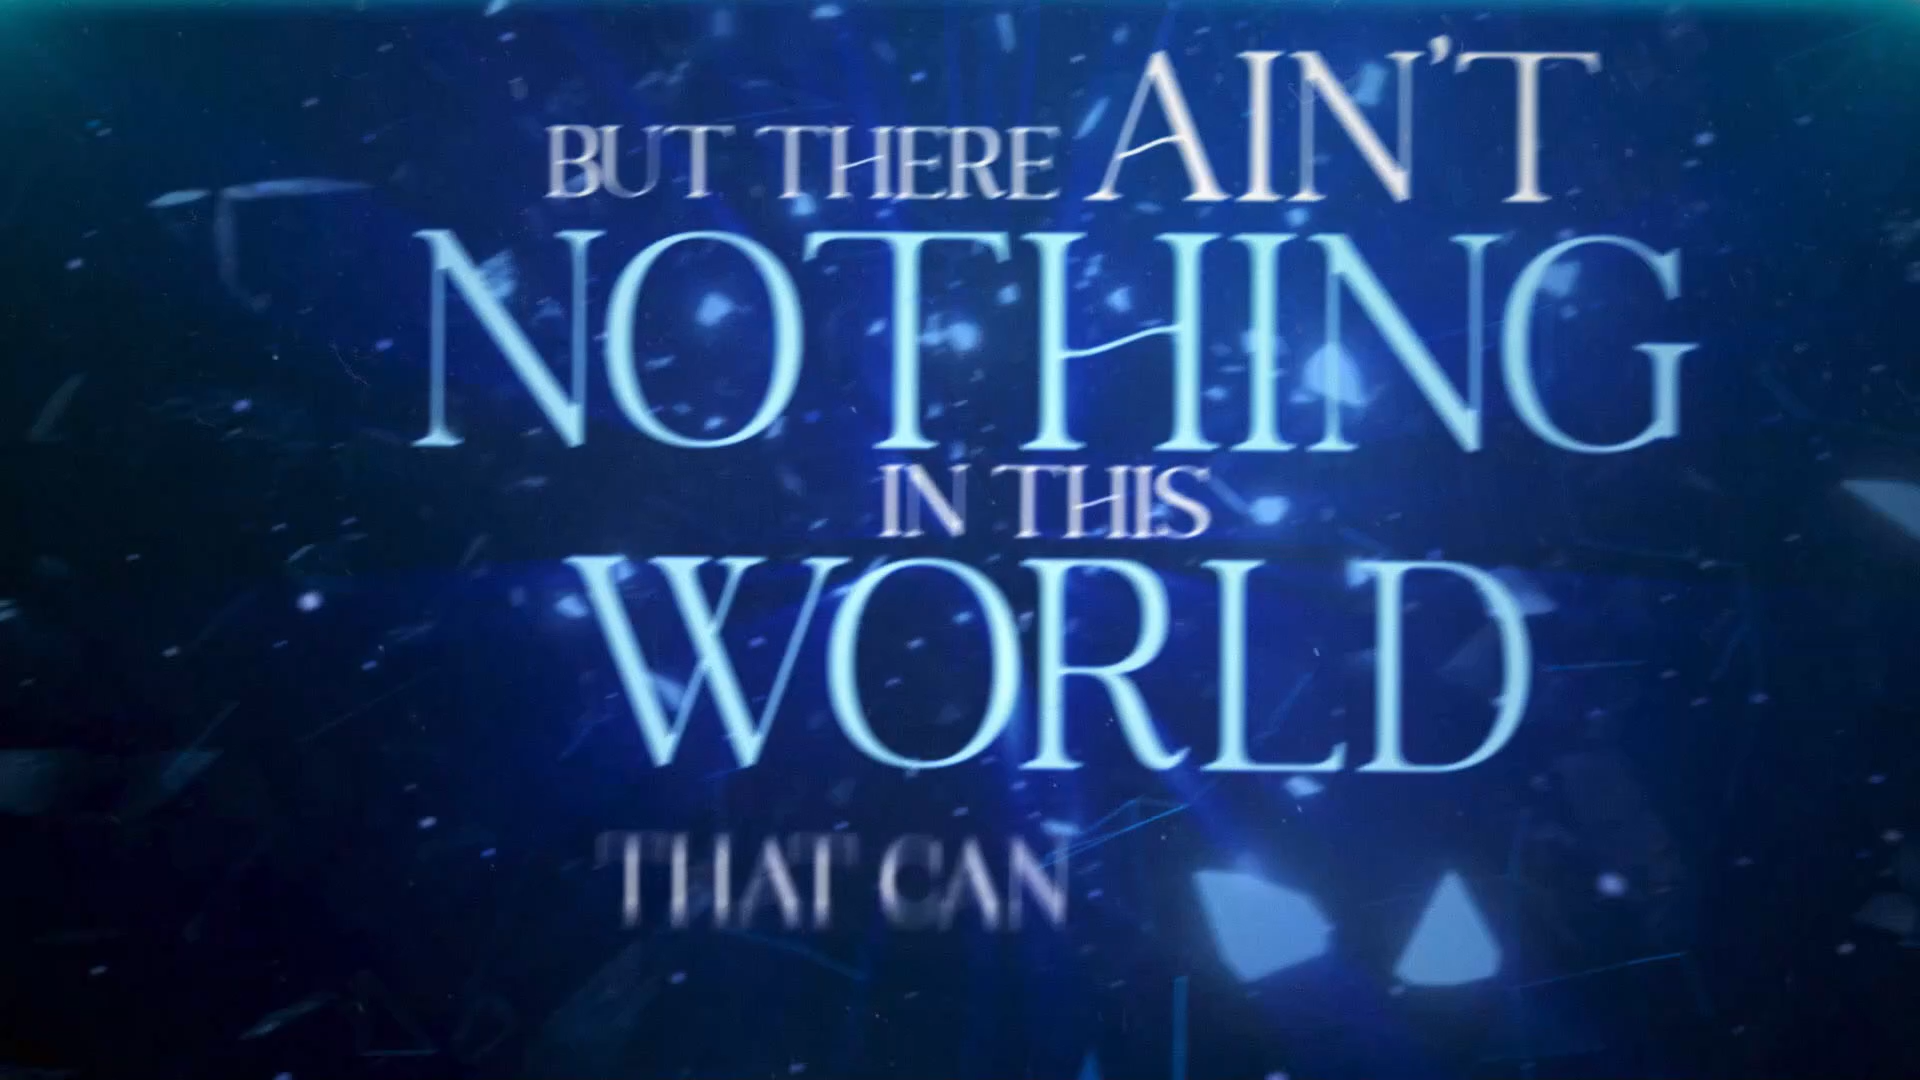 BUT THERE AIN'T
NOTHING
IN THIS
WORLD
THAT CAN